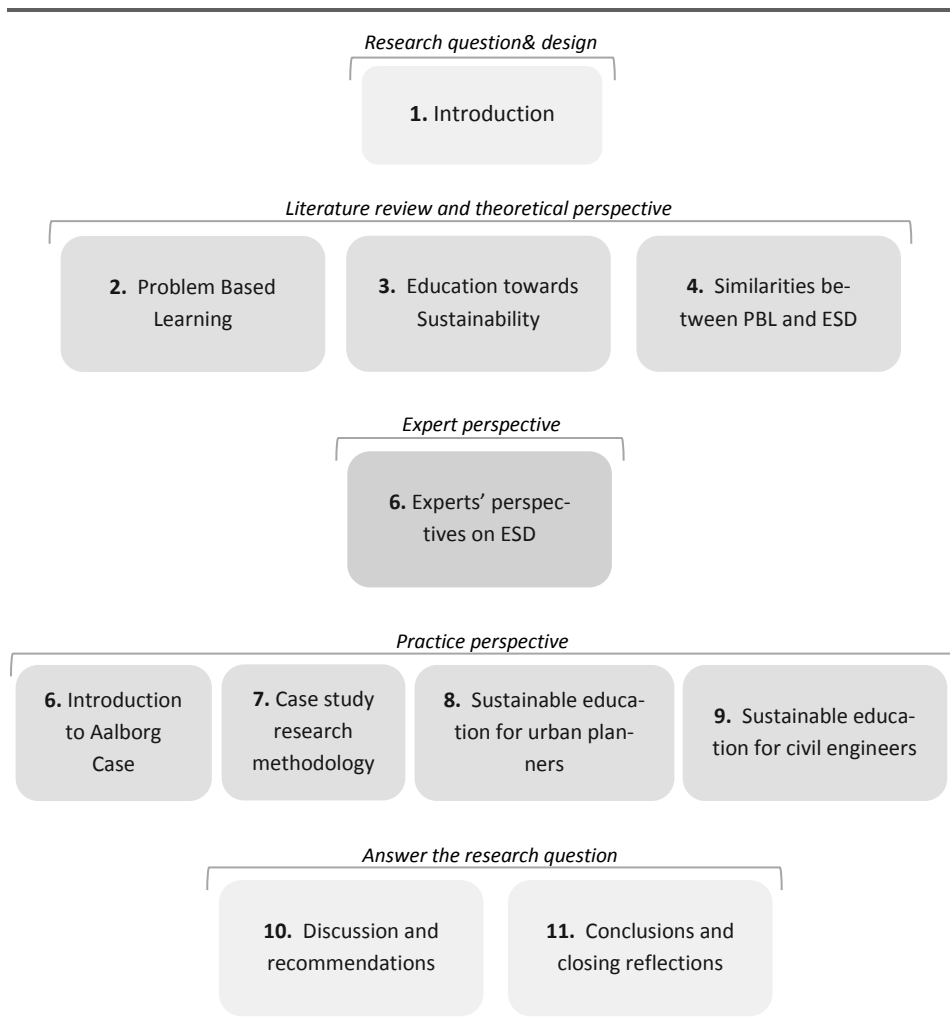 Research question& design
1. Introduction
Literature review and theoretical perspective
2. Problem Based
Learning
3. Education towards
Sustainability
4. Similarities be-
tween PBL and ESD
Expert perspective
6. Experts’ perspec-
tives on ESD
Practice perspective
6. Introduction
to Aalborg
Case
7. Case study
research
methodology
8. Sustainable educa-
tion for urban plan-
ners
9. Sustainable educa-
tion for civil engineers
Answer the research question
10. Discussion and
recommendations
11. Conclusions and
closing reflections